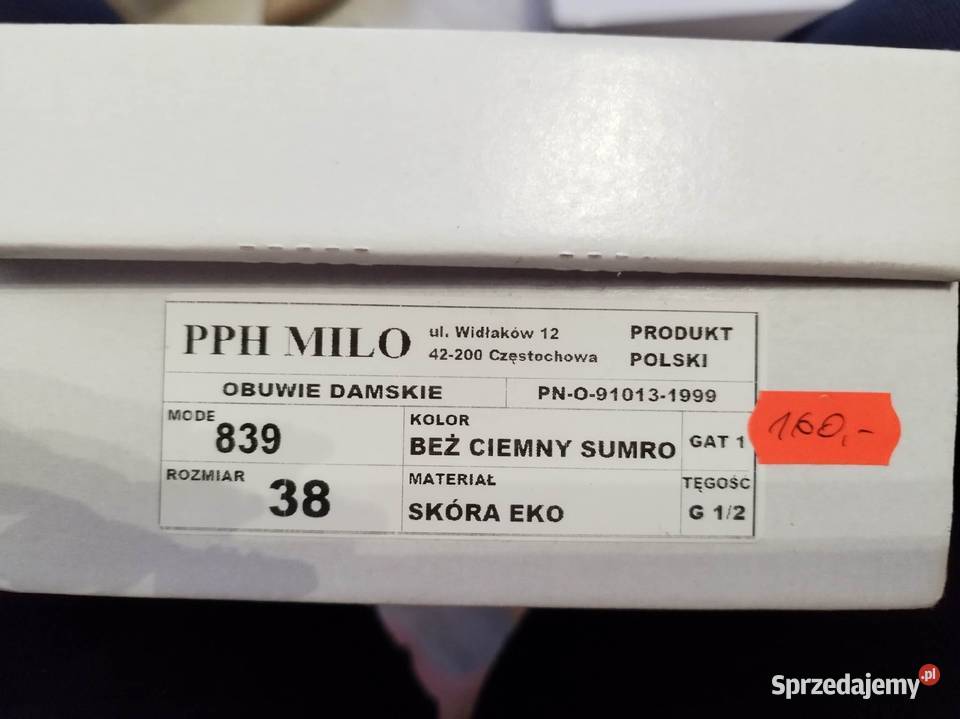 PPH MILO
ul. Widłaków 12
42-200 Częstochowa
PRODUKT
POLSKI
OBUWIE DAMSKIE
PN-O-91013-1999
MODE
839
KOLOR
BEŻ CIEMNY SUMRO
GAT 1
160,-
ROZMIAR
38
MATERIAŁ
SKÓRA EKO
TĘGOŚĆ
G 1/2
Sprzedajemy.pl